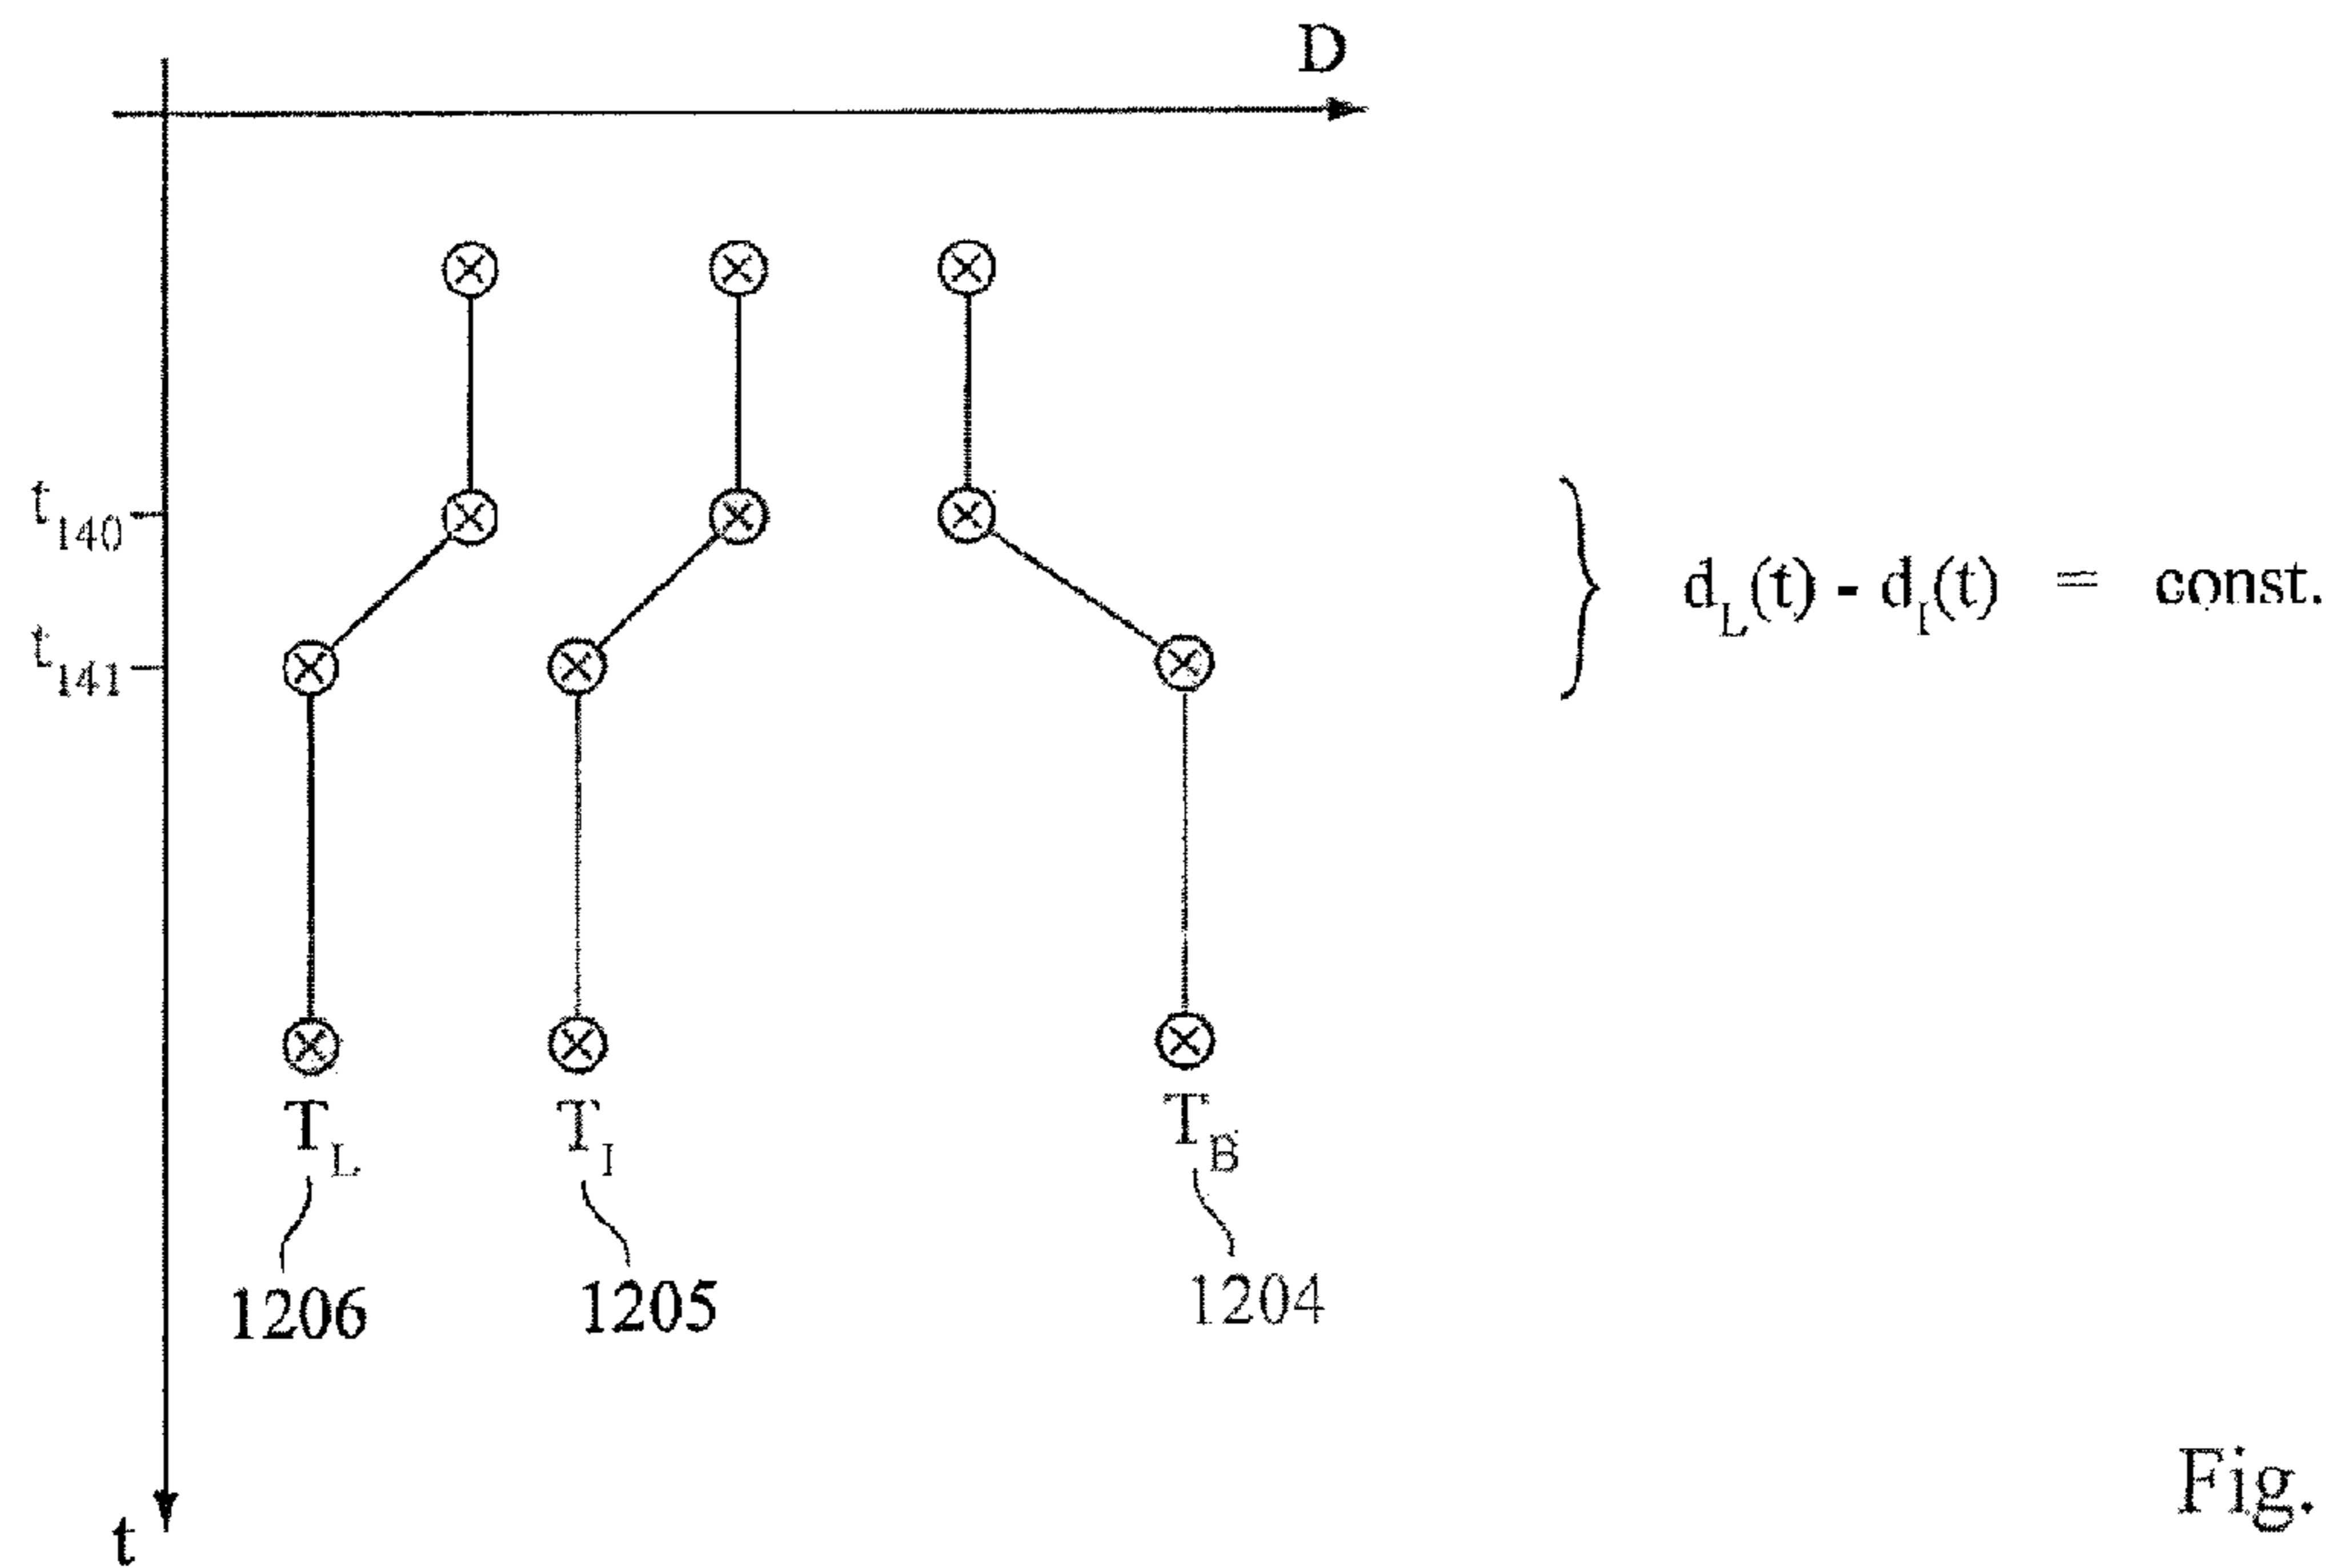 D
t140
t141
dL(t) - dI(t) = const.
TL
TI
TB
1206
1205
1204
t
Fig.